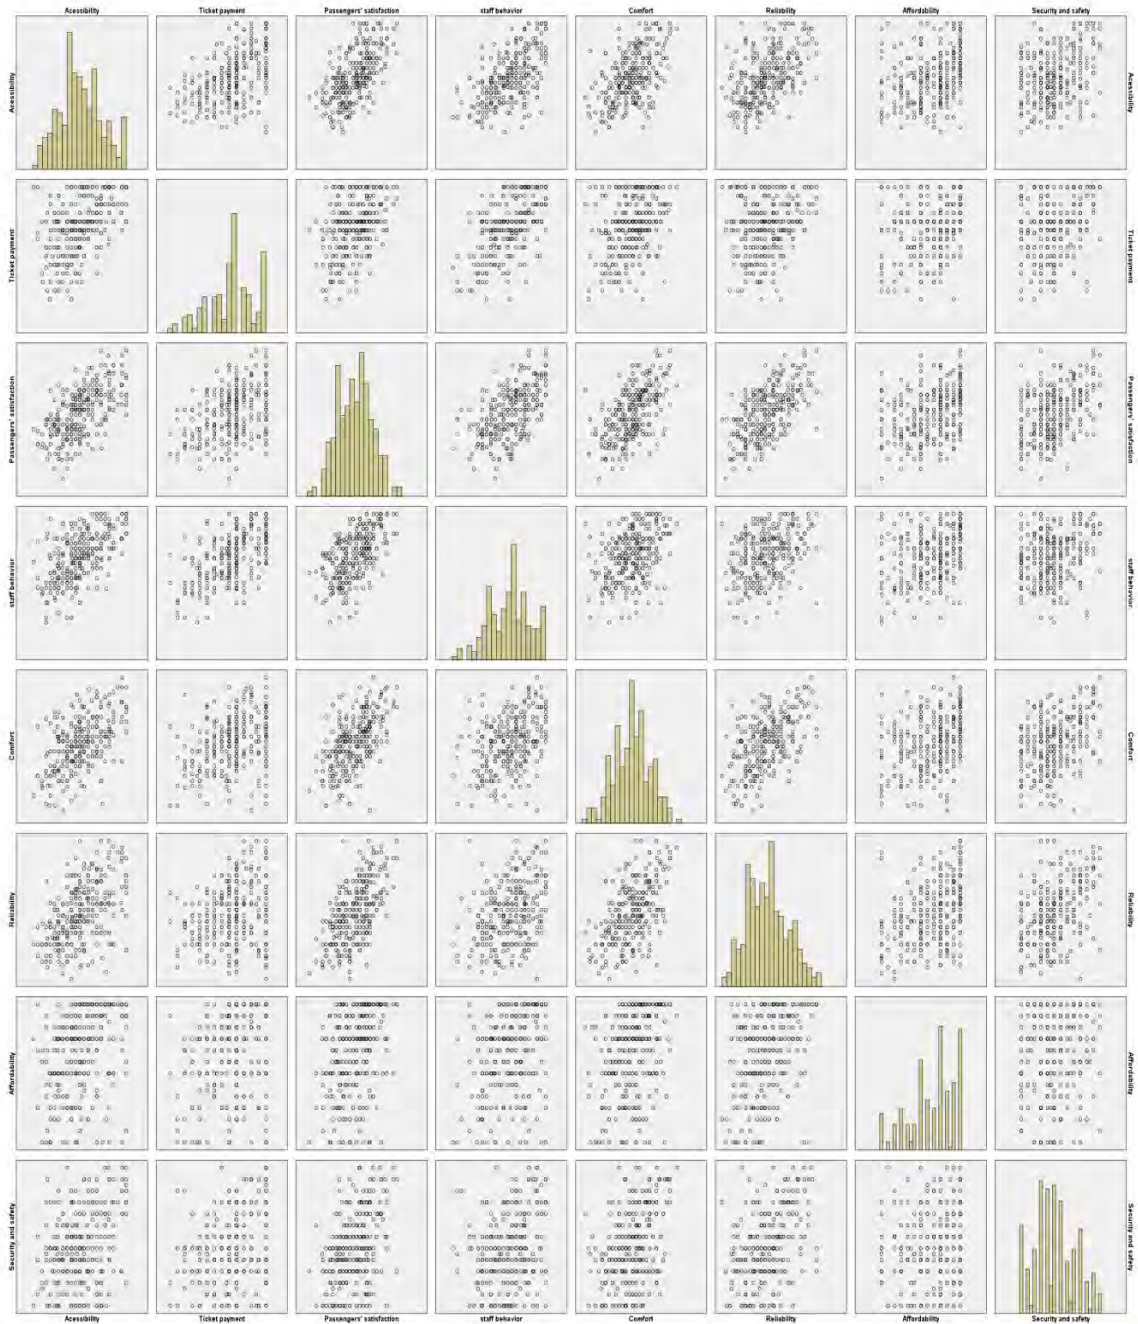 Acessibility Ticket payment Passengers' satisfaction staff behavior Comfort Reliability Affordability Security and safety
Acessibility
Acessibility
Ticket payment
Ticket payment
Passengers' satisfaction
Passengers' satisfaction
staff behavior
staff behavior
Comfort
Comfort
Reliability
Reliability
Affordability
Affordability
Security and safety
Security and safety
Acessibility Ticket payment Passengers' satisfaction staff behavior Comfort Reliability Affordability Security and safety